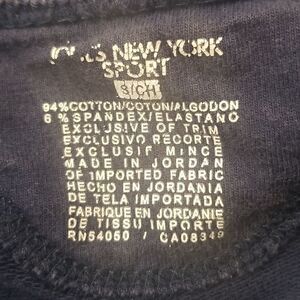 NEW YORK
SPORT
94%COTTON/COTON/ALGODON
6 % SPANDEX/ELASTANO
EXCLUSIVE OF TRIM
EXCLUSIVO RECORTE
EXCLUSIF MINCE
MADE IN JORDAN
OF IMPORTED FABRIC
HECHO EN JORDANIA
DE TELA IMPORTADA
FABRIQUE EN JORDANIE
DE TISSU IMPORTE
RN54050 / CA08349